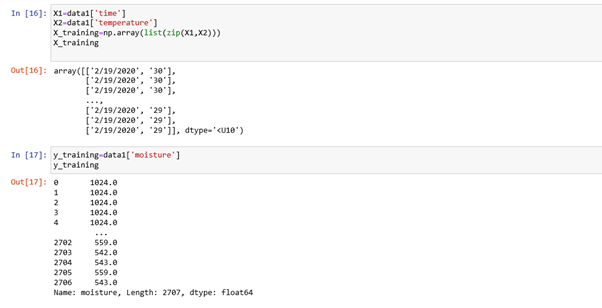 In [16]: X1=data1['time']
X2=data1['temperature']
X_training=np.array(list(zip(X1,X2)))
X_training
Out[16]: array([['2/19/2020', '30'],
['2/19/2020', '30'],
['2/19/2020', '30'],
...,
['2/19/2020', '29'],
['2/19/2020', '29'],
['2/19/2020', '29']], dtype='<U10')
In [17]: y_training=data1['moisture']
y_training
Out[17]: 0 1024.0
1 1024.0
2 1024.0
3 1024.0
4 1024.0
...
2702 559.0
2703 542.0
2704 543.0
2705 559.0
2706 543.0
Name: moisture, Length: 2707, dtype: float64